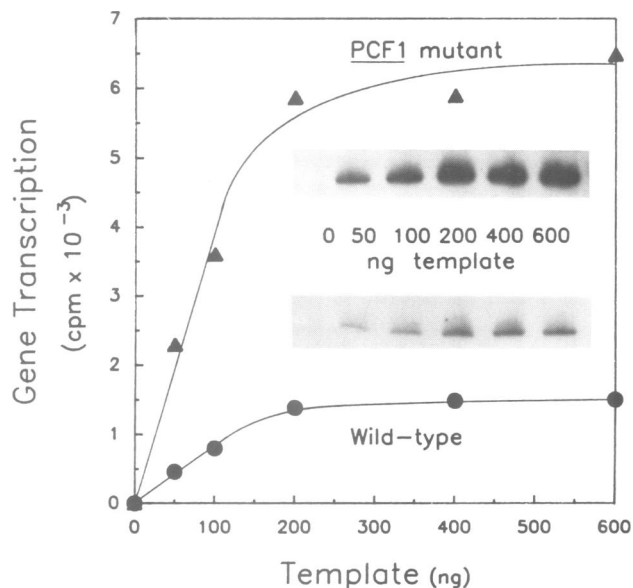 7
6
5
4
3
2
1
0
Gene Transcription
(cpm x 10⁻³)
PCF1 mutant
0 50 100 200 400 600
ng template
Wild-type
0 100 200 300 400 500 600
Template (ng)